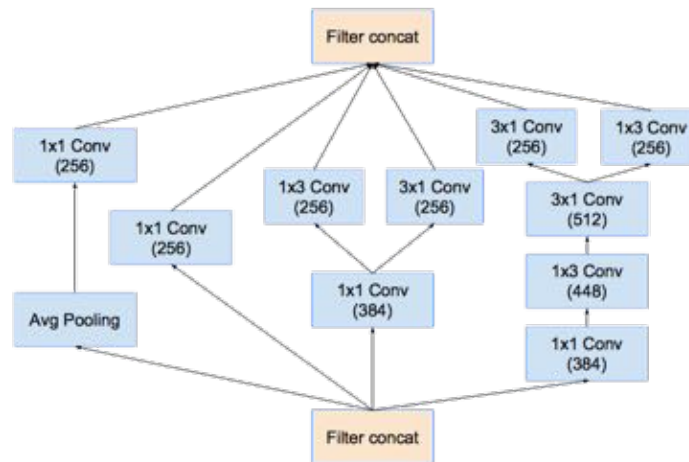 Filter concat
3x1 Conv
(256)
1x3 Conv
(256)
1x1 Conv
(256)
1x3 Conv
(256)
3x1 Conv
(256)
3x1 Conv
(512)
1x1 Conv
(256)
1x3 Conv
(448)
1x1 Conv
(384)
Avg Pooling
1x1 Conv
(384)
Filter concat